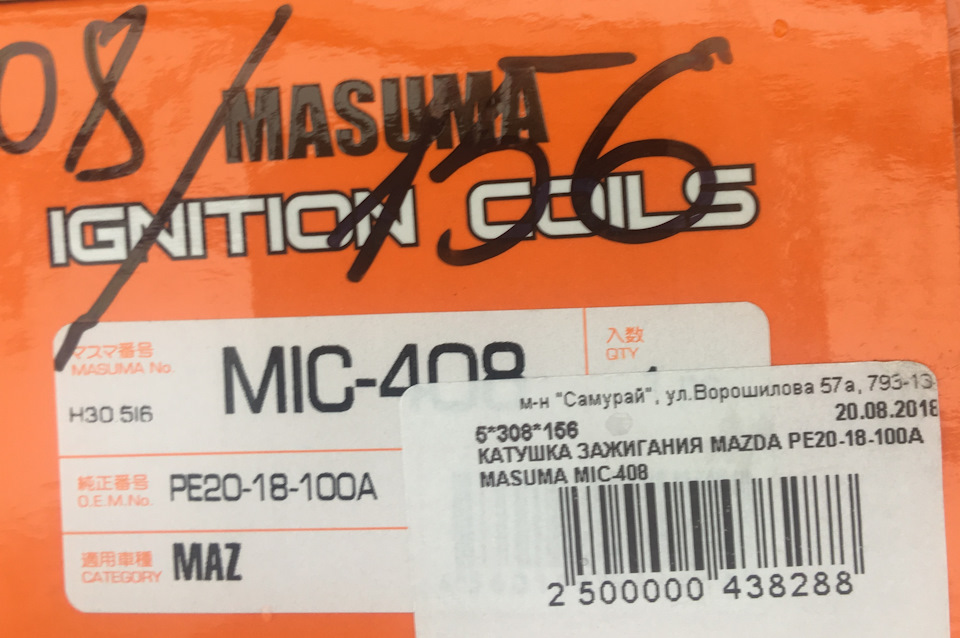 08/156
MASUMA
IGNITION COILS
マスマ番号
MASUMA No.
MIC-408
H30.5I6
入数
QTY
純正番号
O.E.M.No.
PE20-18-100A
適用車種
CATEGORY
MAZ
м-н "Самурай", ул.Ворошилова 57а, 793-13-
20.08.2018
5*308*156
КАТУШКА ЗАЖИГАНИЯ MAZDA PE20-18-100A
MASUMA MIC-408
2 500000 438288